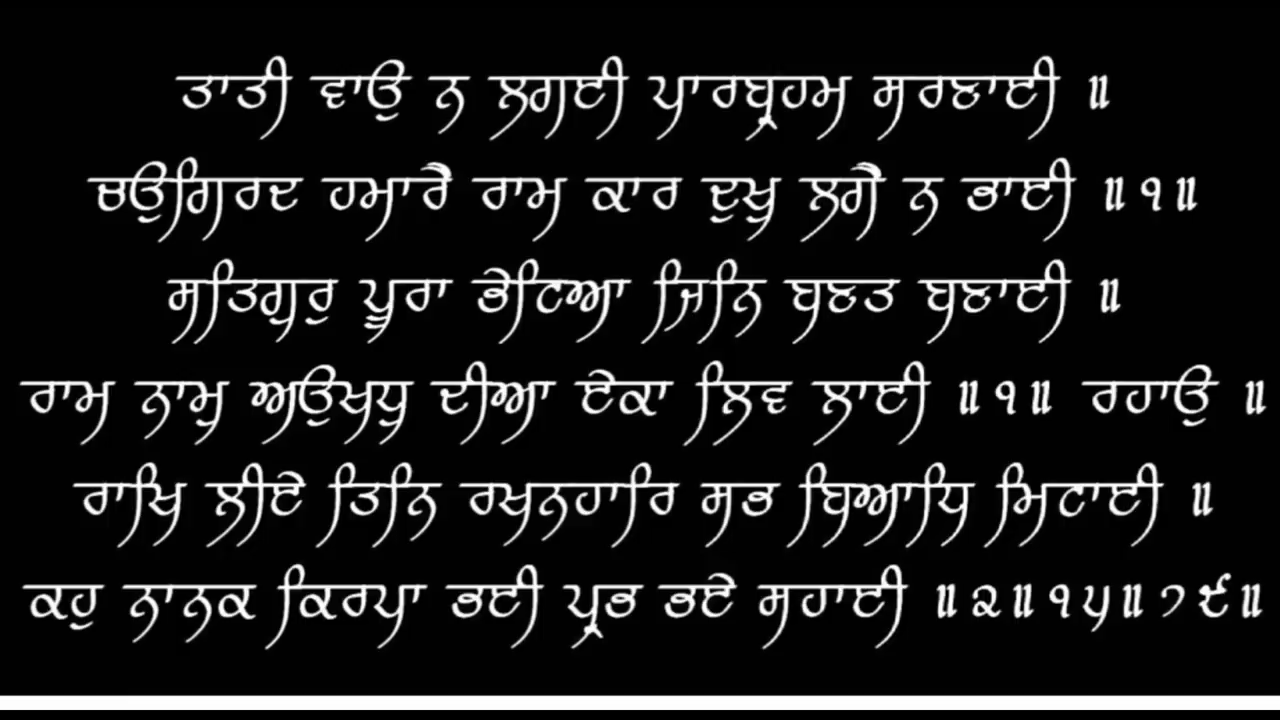 ਤਾਤੀ ਵਾਉ ਨ ਲਗਈ ਪਾਰਬ੍ਰਹਮ ਸਰਣਾਈ ॥
ਚਉਗਿਰਦ ਹਮਾਰੈ ਰਾਮ ਕਾਰ ਦੁਖੁ ਲਗੈ ਨ ਭਾਈ ॥੧॥
ਸਤਿਗੁਰੁ ਪੂਰਾ ਭੇਟਿਆ ਜਿਨਿ ਬਣਤ ਬਣਾਈ ॥
ਰਾਮ ਨਾਮੁ ਅਉਖਧੁ ਦੀਆ ਏਕਾ ਲਿਵ ਲਾਈ ॥੧॥ ਰਹਾਉ ॥
ਰਾਖਿ ਲੀਏ ਤਿਨਿ ਰਖਨਹਾਰਿ ਸਭ ਬਿਆਧਿ ਮਿਟਾਈ ॥
ਕਹੁ ਨਾਨਕ ਕਿਰਪਾ ਭਈ ਪ੍ਰਭ ਭਏ ਸਹਾਈ ॥੨॥੧੫॥੭੯॥